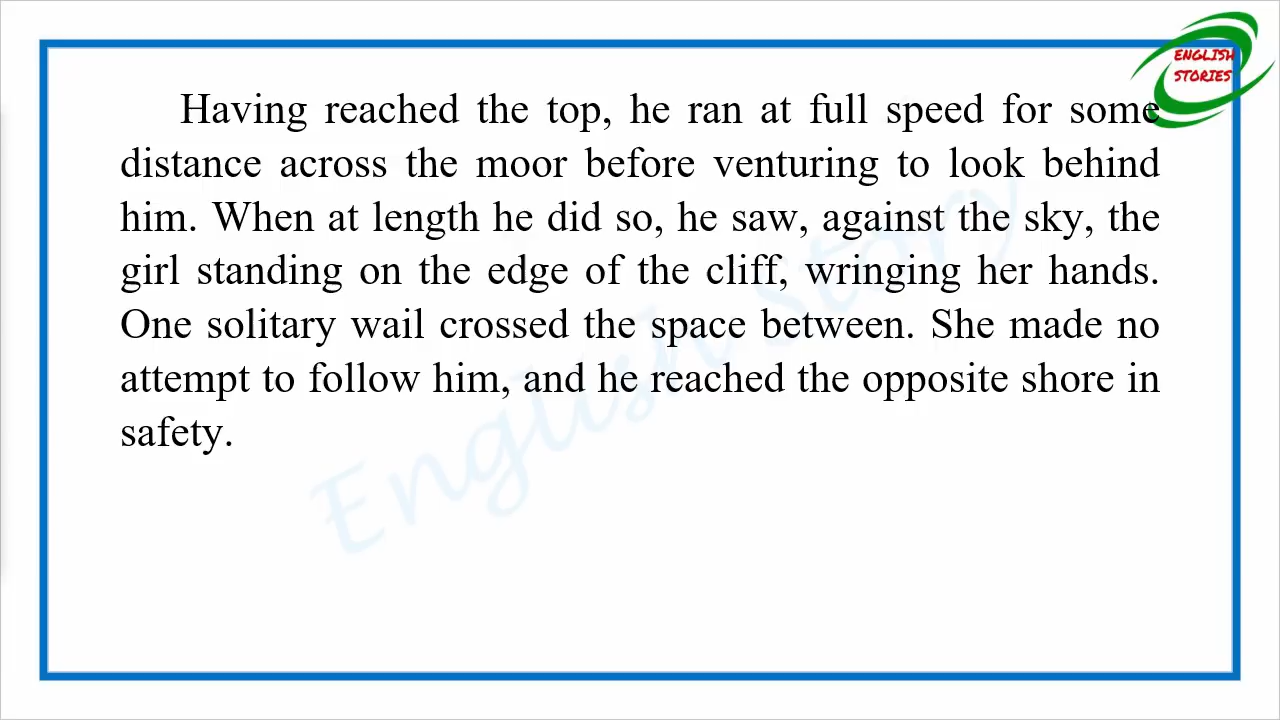 ENGLISH
STORIES
Having reached the top, he ran at full speed for some
distance across the moor before venturing to look behind
him. When at length he did so, he saw, against the sky, the
girl standing on the edge of the cliff, wringing her hands.
One solitary wail crossed the space between. She made no
attempt to follow him, and he reached the opposite shore in
safety.
English Story